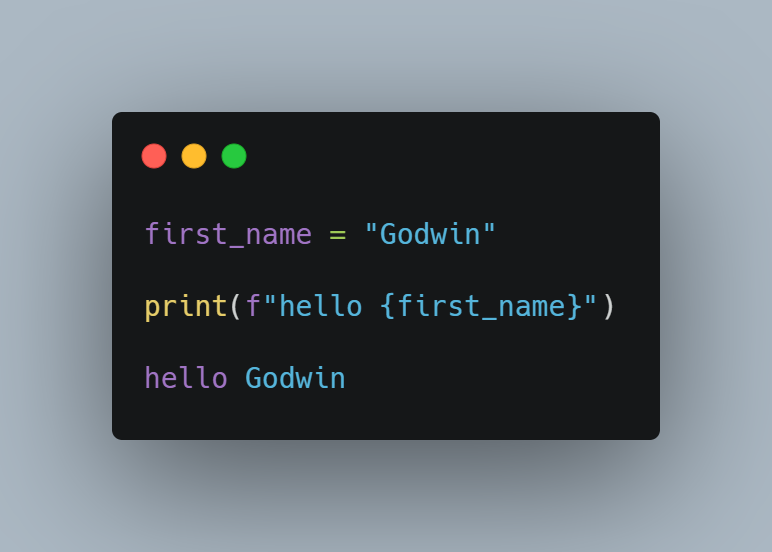 first_name = "Godwin"
print(f"hello {first_name}")
hello Godwin